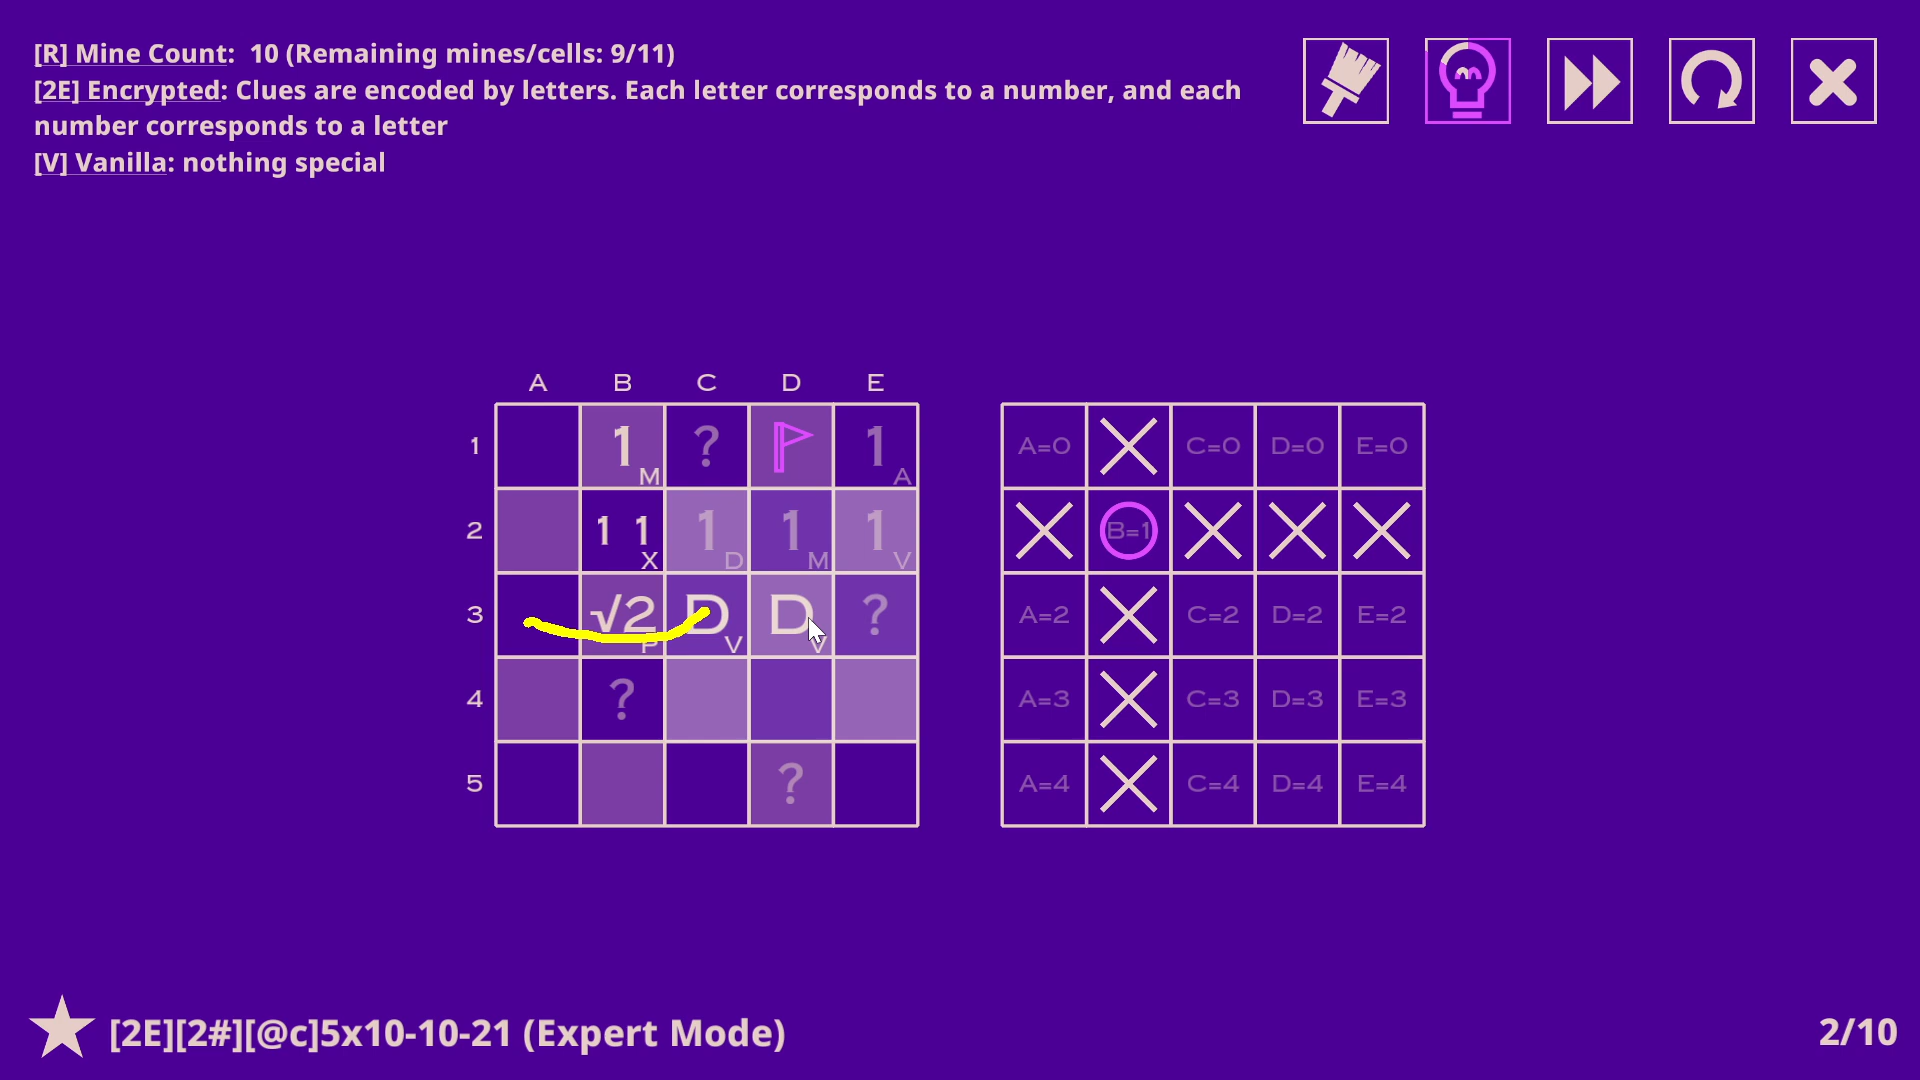 [R] Mine Count: 10 (Remaining mines/cells: 9/11)
[2E] Encrypted: Clues are encoded by letters. Each letter corresponds to a number, and each
number corresponds to a letter
[V] Vanilla: nothing special
A B C D E
1 1 M ? 1 A A=0 C=0 D=0 E=0
2 1 1 X 1 D 1 M 1 V B=1
3 √2 P D V D V ? A=2 C=2 D=2 E=2
4 ? A=3 C=3 D=3 E=3
5 ? A=4 C=4 D=4 E=4
[2E][2#][@c]5x10-10-21 (Expert Mode) 2/10